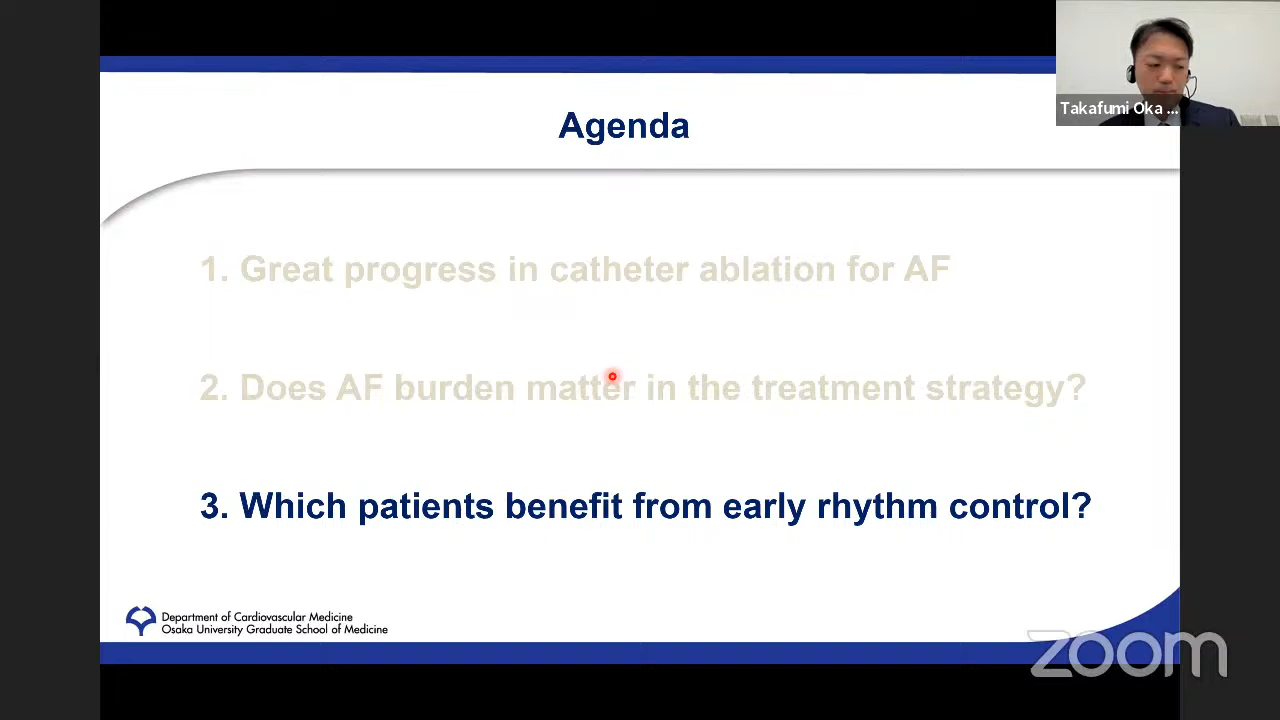 Takafumi Oka ...
Agenda
1. Great progress in catheter ablation for AF
2. Does AF burden matter in the treatment strategy?
3. Which patients benefit from early rhythm control?
Department of Cardiovascular Medicine
Osaka University Graduate School of Medicine
zoom